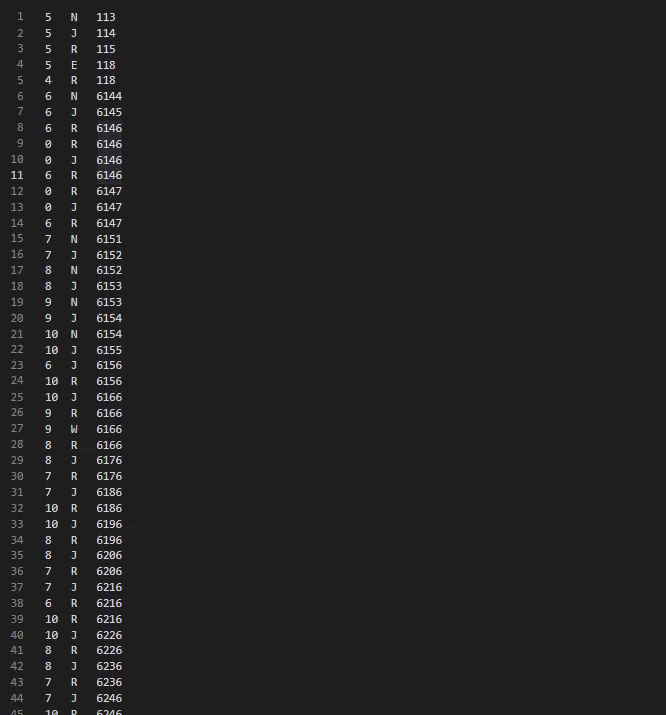 1 5 N 113
2 5 J 114
3 5 R 115
4 5 E 118
5 4 R 118
6 6 N 6144
7 6 J 6145
8 6 R 6146
9 0 R 6146
10 0 J 6146
11 6 R 6146
12 0 R 6147
13 0 J 6147
14 6 R 6147
15 7 N 6151
16 7 J 6152
17 8 N 6152
18 8 J 6153
19 9 N 6153
20 9 J 6154
21 10 N 6154
22 10 J 6155
23 6 J 6156
24 10 R 6156
25 10 J 6166
26 9 R 6166
27 9 W 6166
28 8 R 6166
29 8 J 6176
30 7 R 6176
31 7 J 6186
32 10 R 6186
33 10 J 6196
34 8 R 6196
35 8 J 6206
36 7 R 6206
37 7 J 6216
38 6 R 6216
39 10 R 6216
40 10 J 6226
41 8 R 6226
42 8 J 6236
43 7 R 6236
44 7 J 6246
45 10 R 6246